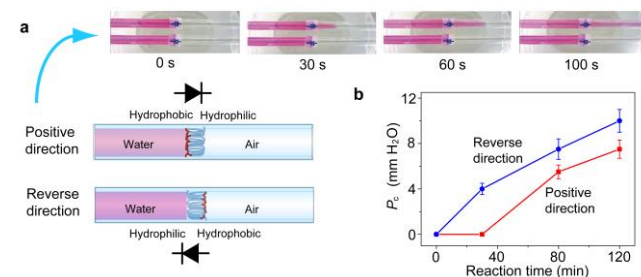 a
0 s
30 s
60 s
100 s
Hydrophobic
Hydrophilic
Positive
direction
Water
Air
Reverse
direction
Water
Air
Hydrophilic
Hydrophobic
b
12
8
4
0
Pc (mm H2O)
Reverse
direction
Positive
direction
0
40
80
120
Reaction time (min)